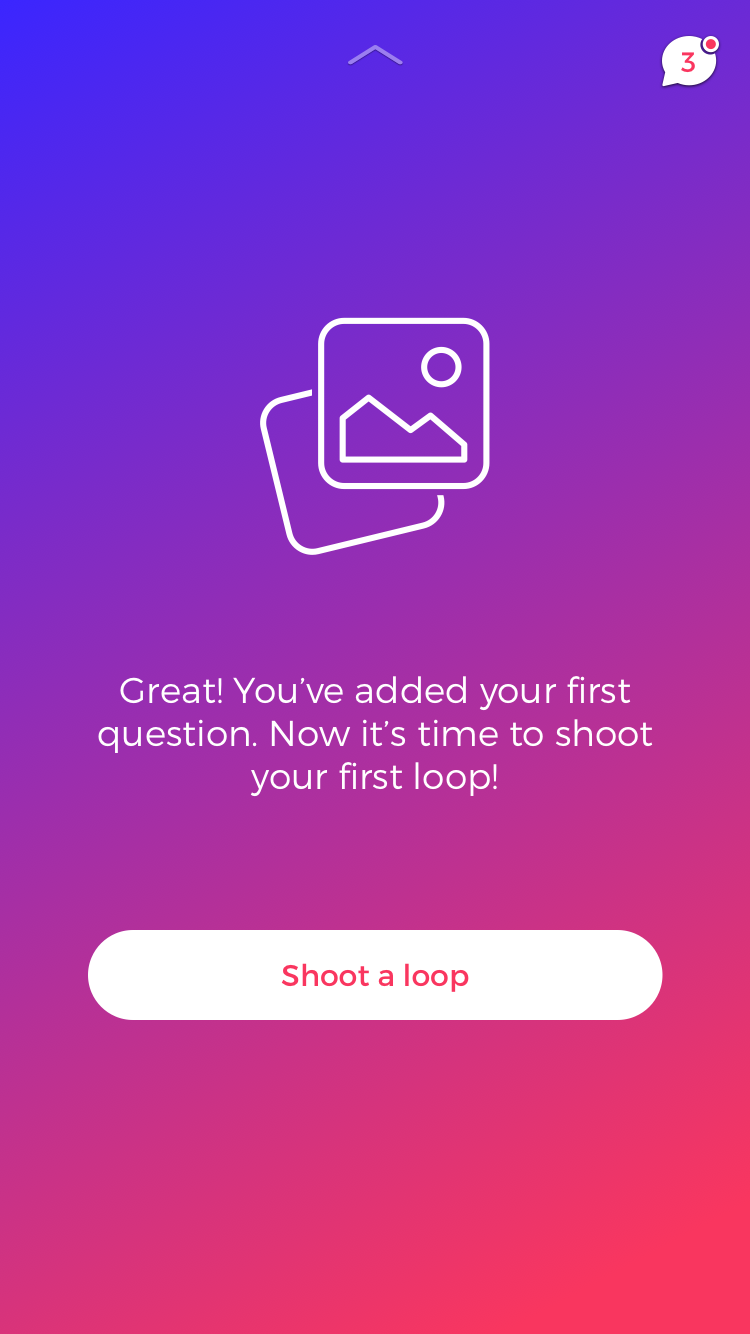 3
Great! You’ve added your first
question. Now it’s time to shoot
your first loop!
Shoot a loop